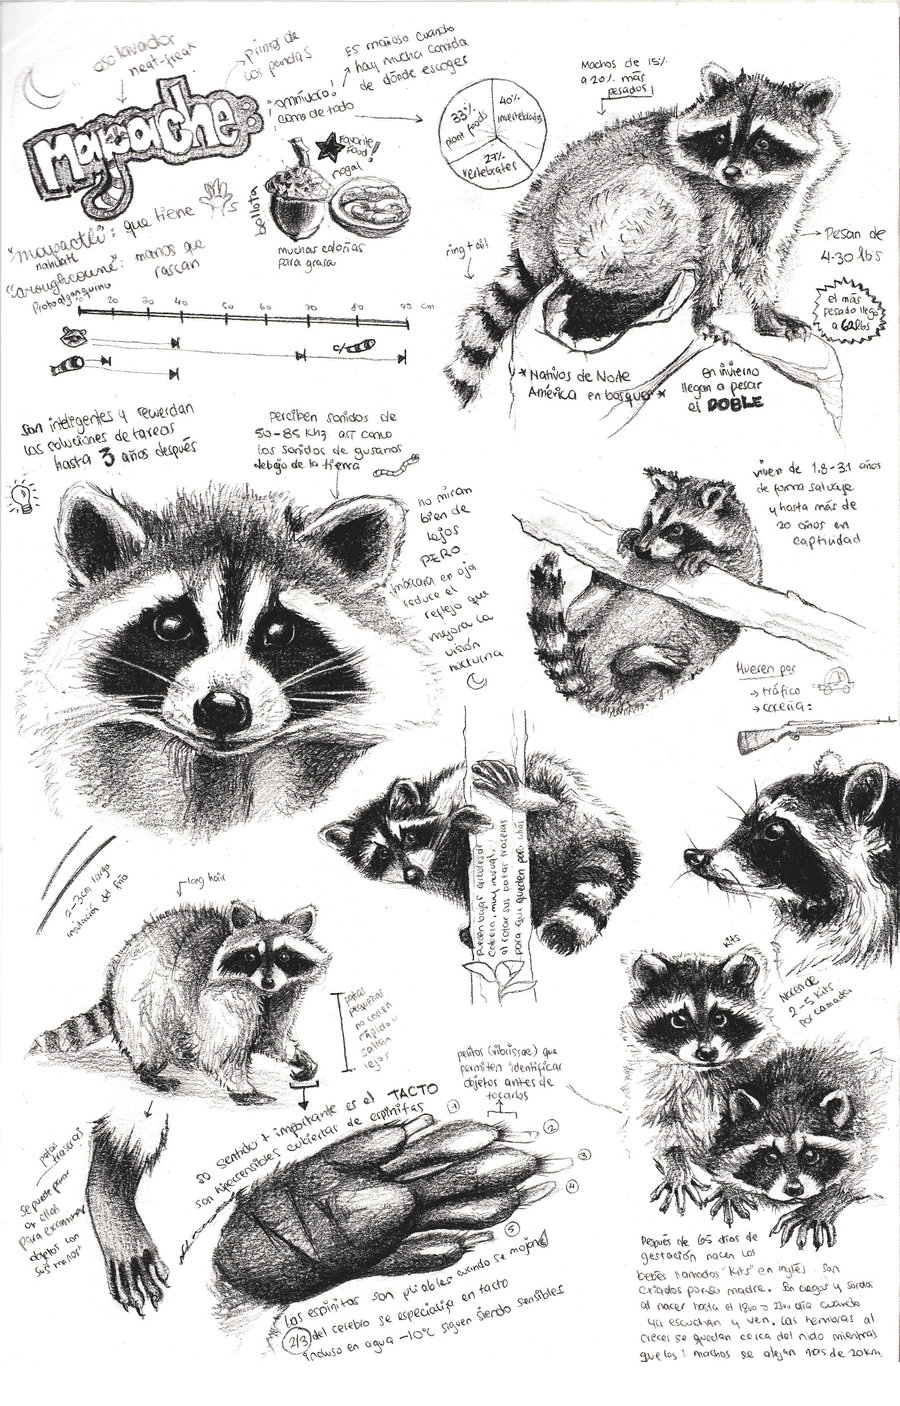 oso lavador
neat-freak
Mapache
primos de
los pandas
Es mañoso cuando
hay mucha comida
de dónde escoger
¡omnívoro!
come de todo
33%
plant foods
40%
invertebrates
27%
vertebrates
Favorite
Food!
nogal
bellota
muchas calorías
para grasa
"mapactli": que tiene
nahuatl
"aroughcoune": manos que
rascan
Proto algonquino
20 30 40 50 60 70 80 90 cm
c/
Machos de 15%
a 20% más
pesados!
ring tail
Pesan de
4-30 lbs
el más
pesado llegó
a 62lbs
* Nativos de Norte
América en bosques *
en invierno
llegan a pesar
el DOBLE
son inteligentes y recuerdan
las soluciones de tareas
hasta 3 años después
perciben sonidos de
50-85 KHz así como
los sonidos de gusanos
debajo de la tierra
no miran
bien de
lejos
PERO
¡máscara en ojo
reduce el
reflejo que
mejora la
visión
nocturna
viven de 1.8-3.1 años
de forma salvaje
y hasta más de
20 años en
captividad
Mueren por
→ tráfico
→ cacería:
Pueden bajar árboles de
cabeza, muy inusual,
al rotar sus patas traseras
para que queden para atrás
2-3cm largo
insulación del frío
long hair
patas
pequeñas
no corren
rápido y
saltan
lejos
Kits
Nacen de
2-5 kits
por camada
pelitos (vibrissae) que
permiten identificar
objetos antes de
tocarlos
su sentido + importante es el TACTO
son hipersensibles cubiertas de espinitas
1
2
3
4
5
patas
traseras
se puede parar
en ellas
para examinar
objetos con
sus manos
Las espinitas son pliables cuando se mojan
2/3 del cerebro se especializa en tacto
incluso en agua -10°C siguen siendo sensibles
Después de 65 días de
gestación nacen los
bebés llamados "kits" en inglés. Son
criados por su madre. Son ciegos y sordos
al nacer hasta el 18vo o 23vo día cuando
ya escuchan y ven. Las hembras al
crecer se quedan cerca del nido mientras
que los machos se alejan más de 20km.